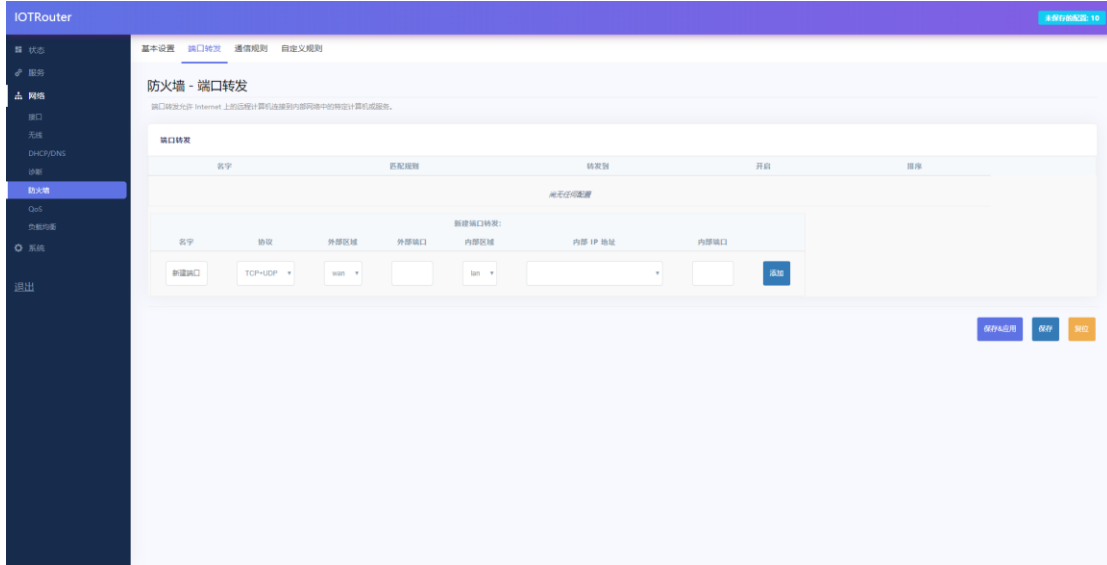 IOTRouter
未保存的配置: 10
状态
服务
网络
接口
无线
DHCP/DNS
诊断
防火墙
QoS
负载均衡
系统
退出
基本设置 端口转发 通信规则 自定义规则
防火墙 - 端口转发
端口转发允许 Internet 上的远程计算机连接到内部网络中的特定计算机或服务。
端口转发
名字 匹配规则 转发到 开启 排序
尚无任何配置
新建端口转发:
名字 协议 外部区域 外部端口 内部区域 内部 IP 地址 内部端口
新建端口 TCP+UDP wan lan 添加
保存&应用 保存 复位